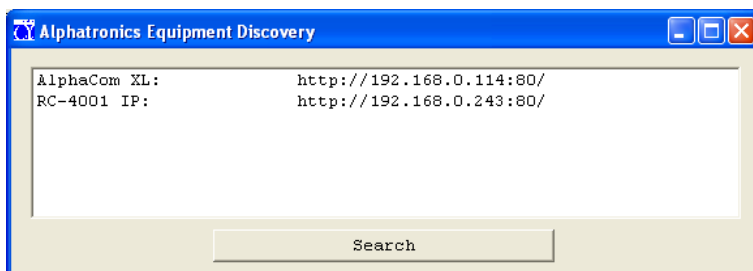 Alphatronics Equipment Discovery
AlphaCom XL: http://192.168.0.114:80/
RC-4001 IP: http://192.168.0.243:80/
Search